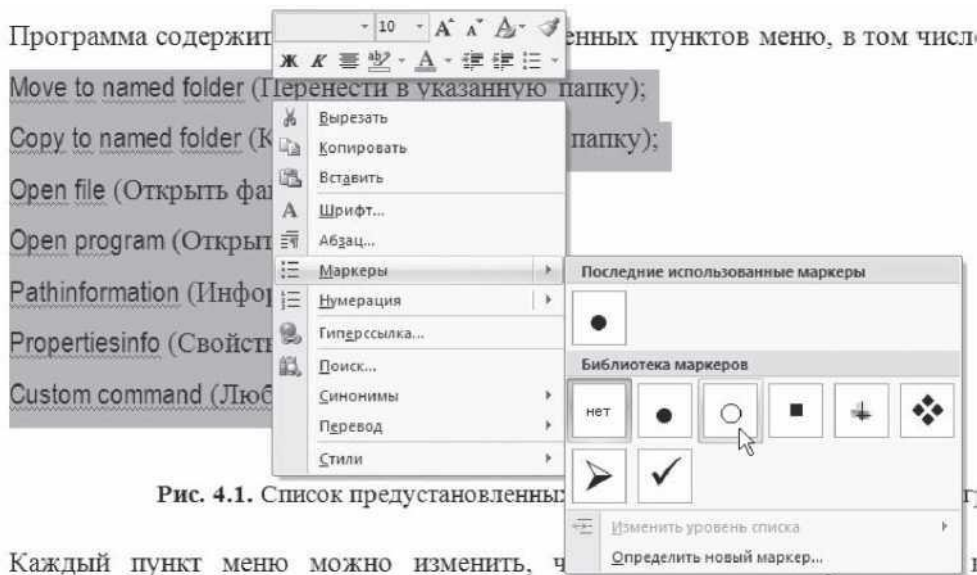 Программа содержит енных пунктов меню, в том числе
10
Ж К
Move to named folder (Перенести в указанную папку);
Copy to named folder (К папку);
Open file (Открыть фа
Open program (Открыт
Pathinformation (Инфор
Propertiesinfo (Свойств
Custom command (Люб
Вырезать
Копировать
Вставить
Шрифт...
Абзац...
Маркеры
Нумерация
Гиперссылка...
Поиск...
Синонимы
Перевод
Стили
Последние использованные маркеры
Библиотека маркеров
нет
Изменить уровень списка
Определить новый маркер...
Рис. 4.1. Список предустановленны
Каждый пункт меню можно изменить, ч